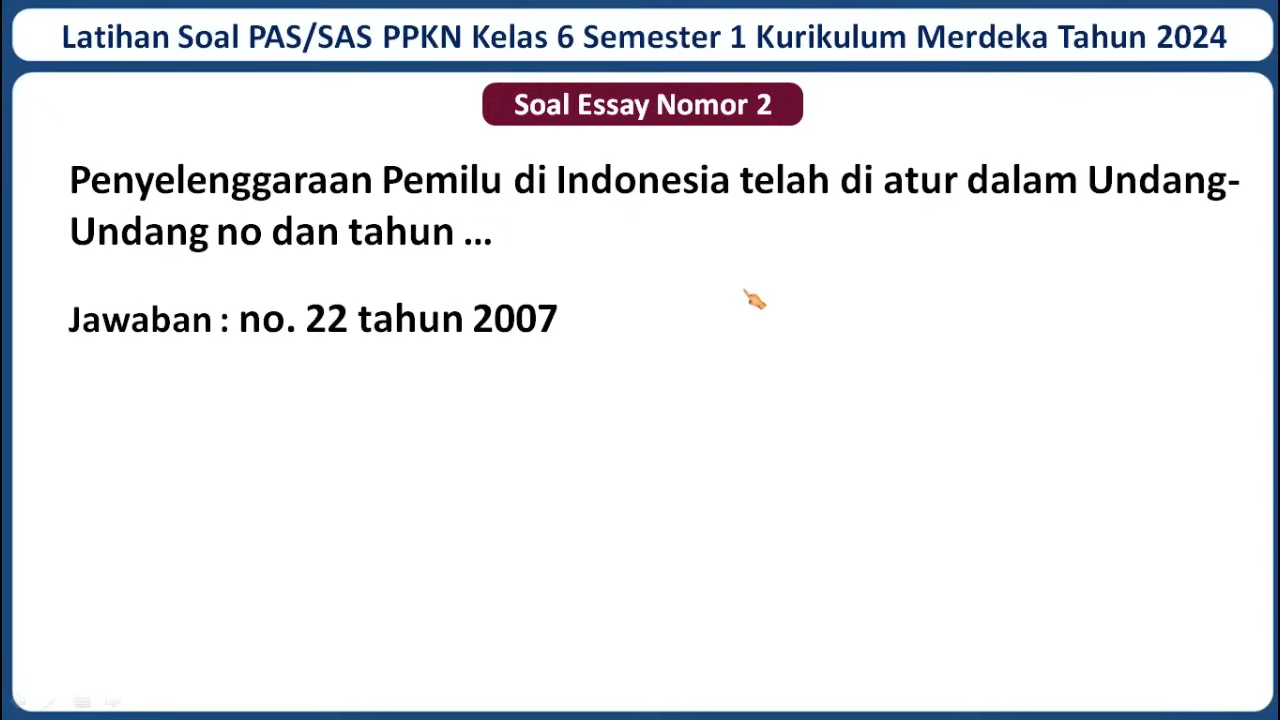 Latihan Soal PAS/SAS PPKN Kelas 6 Semester 1 Kurikulum Merdeka Tahun 2024
Soal Essay Nomor 2
Penyelenggaraan Pemilu di Indonesia telah di atur dalam Undang-
Undang no dan tahun ...
Jawaban : no. 22 tahun 2007